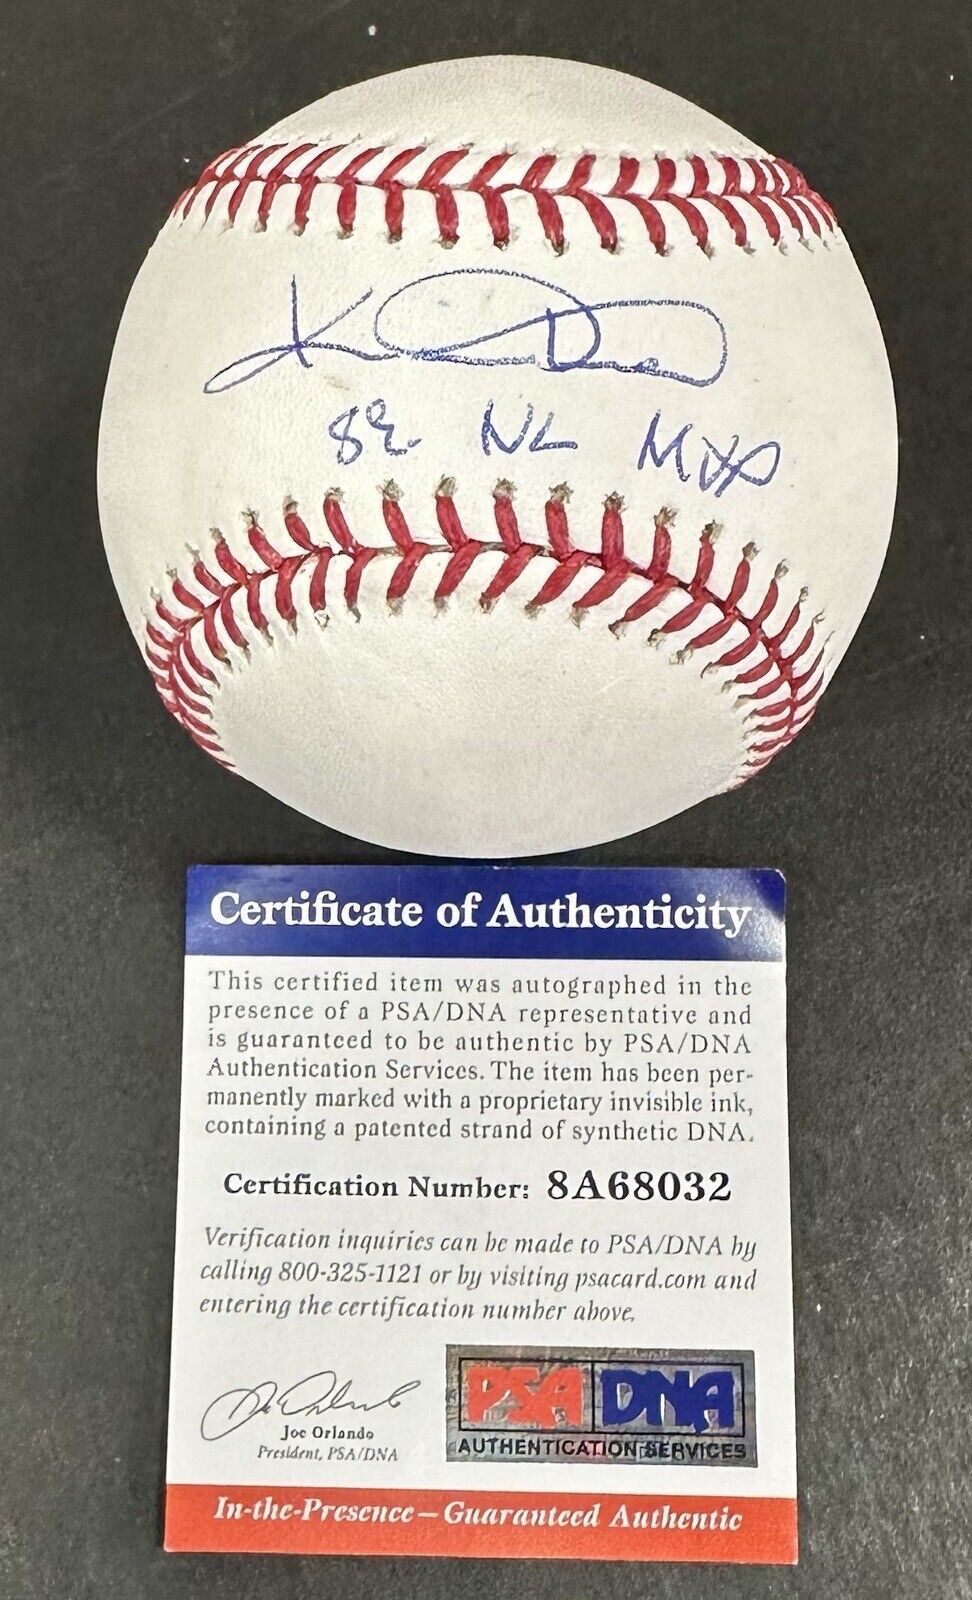 89 NL MVP
Certificate of Authenticity
This certified item was autographed in the
presence of a PSA/DNA representative and
is guaranteed to be authentic by PSA/DNA
Authentication Services. The item has been per-
manently marked with a proprietary invisible ink,
containing a patented strand of synthetic DNA.
Certification Number: 8A68032
Verification inquiries can be made to PSA/DNA by
calling 800-325-1121 or by visiting psacard.com and
entering the certification number above.
Joe Orlando
President, PSA/DNA
PSA DNA
AUTHENTICATION SERVICES
In-the-Presence—Guaranteed Authentic